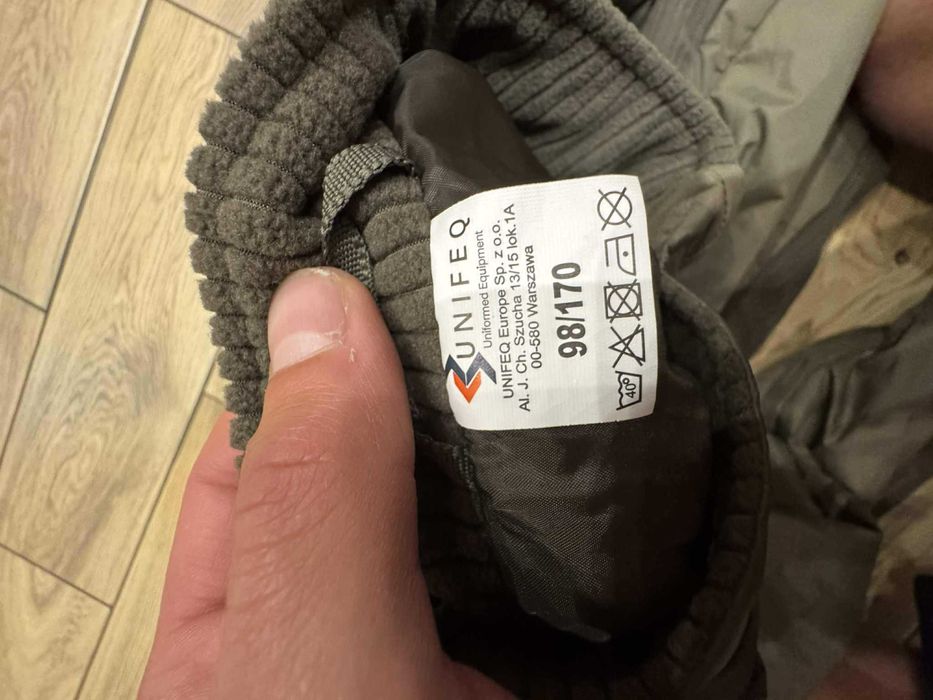 UNIFEQ
Uniformed Equipment
UNIFEQ Europe Sp. z o.o.
Al. J. Ch. Szucha 13/15 lok.1A
00-580 Warszawa
98/170
40°